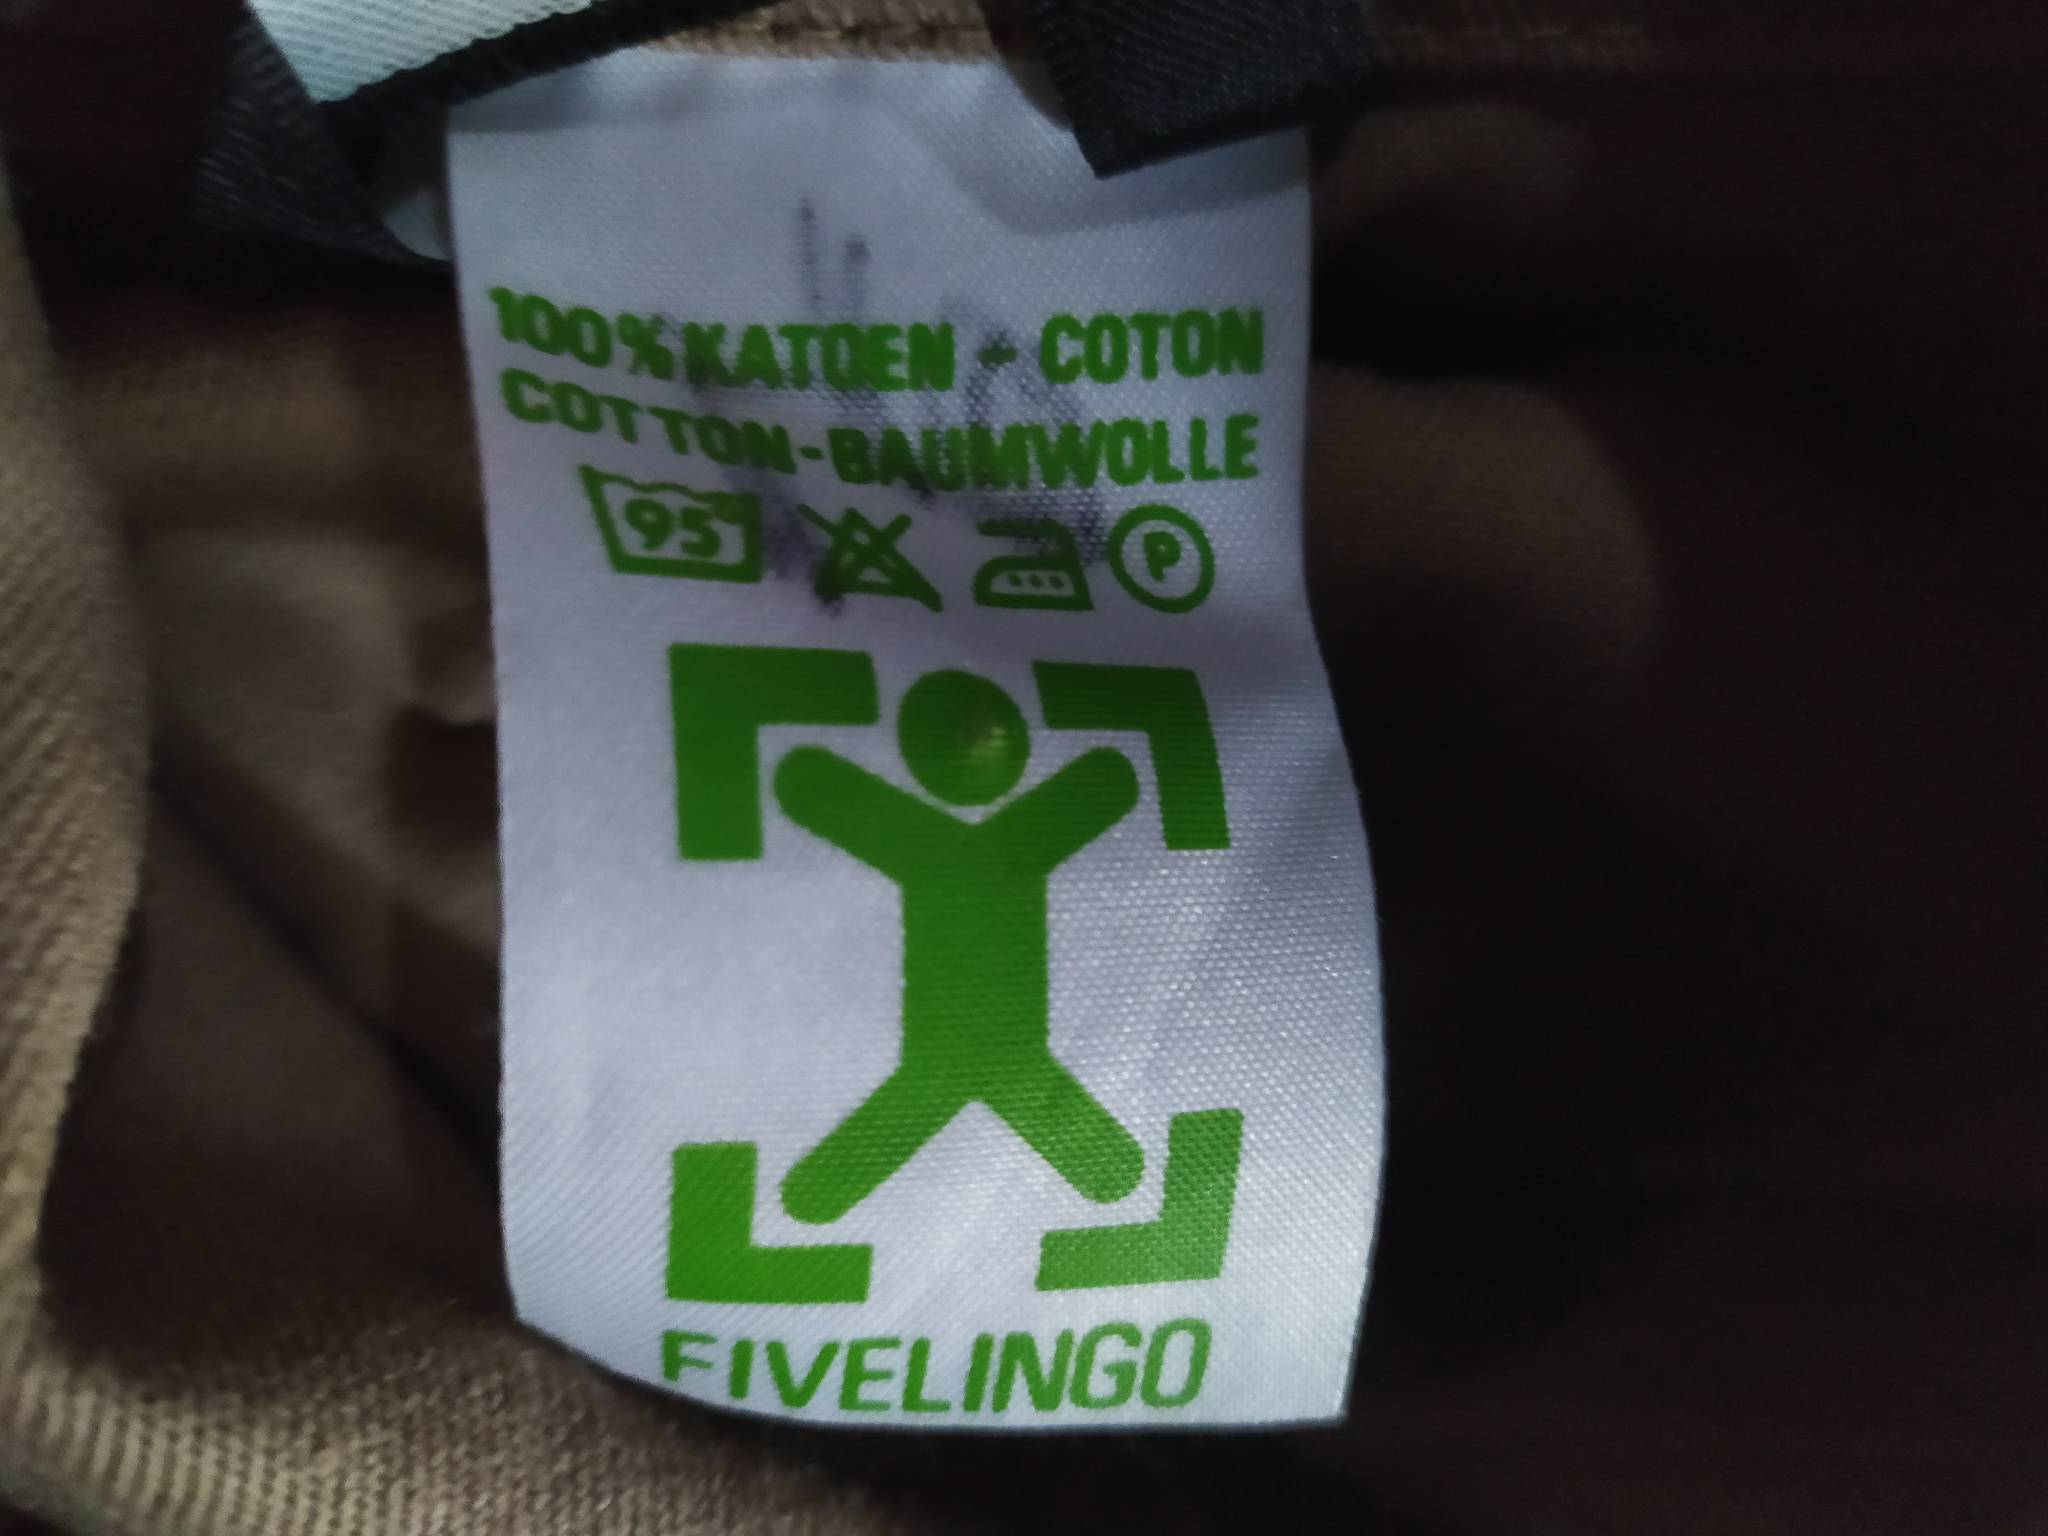 100% KATOEN - COTON
COTTON-BAUMWOLLE
95°
P
FIVELINGO